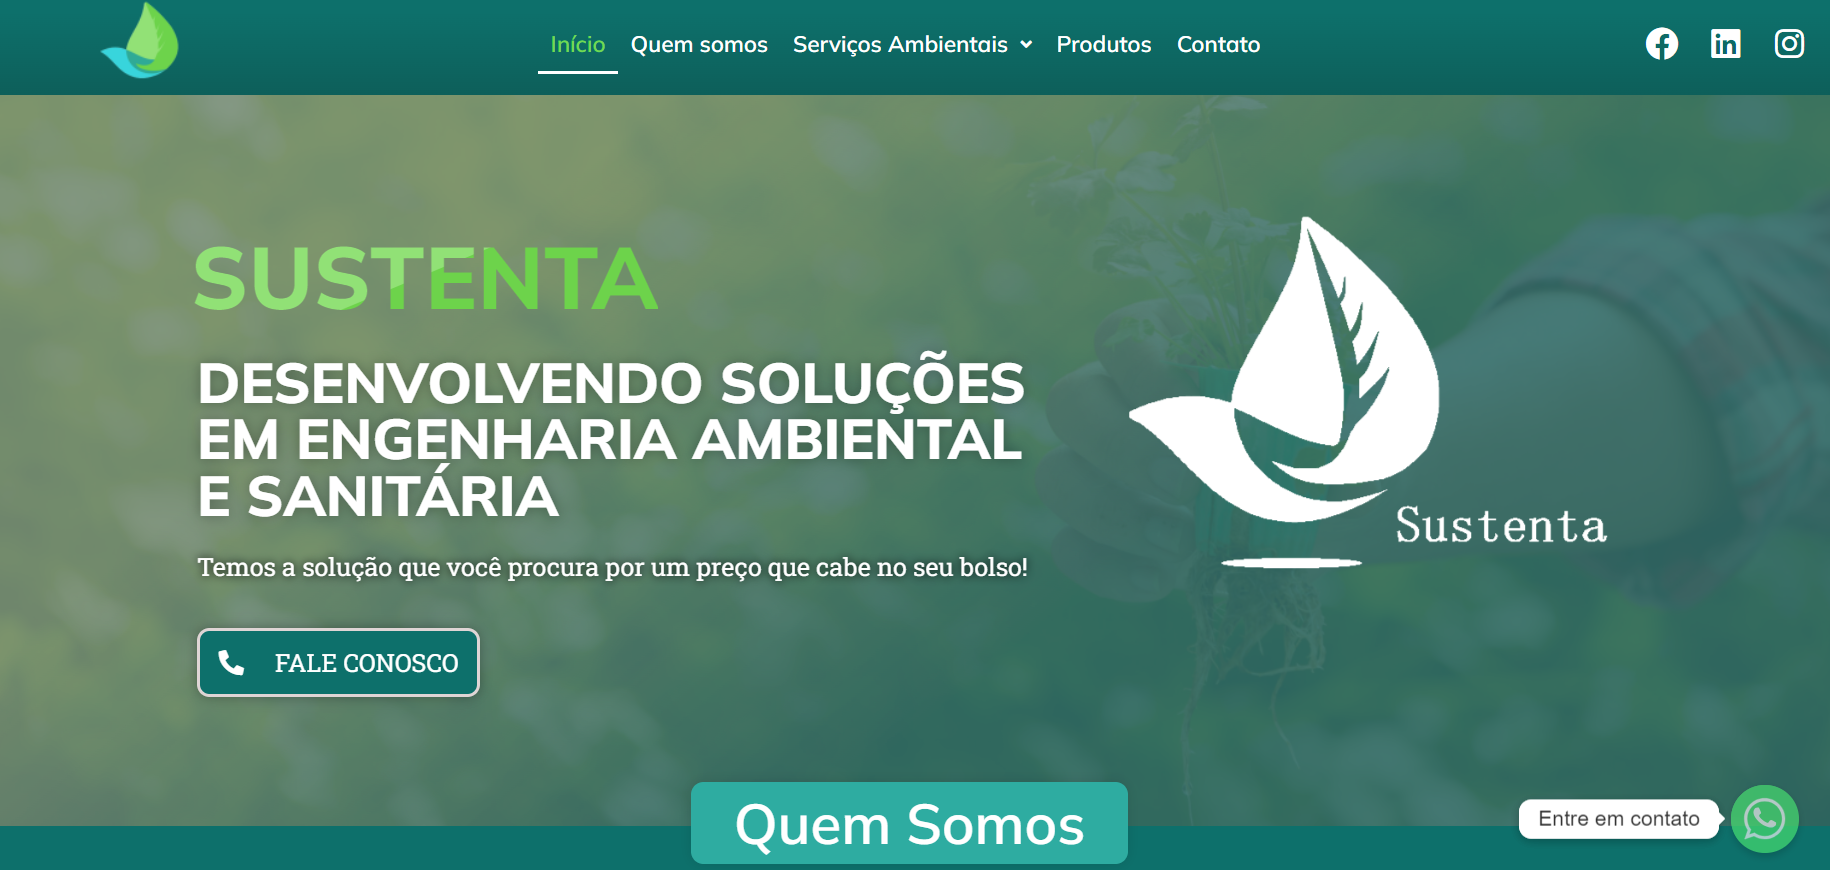 Início
Quem somos
Serviços Ambientais
Produtos
Contato
SUSTENTA
DESENVOLVENDO SOLUÇÕES
EM ENGENHARIA AMBIENTAL
E SANITÁRIA
Temos a solução que você procura por um preço que cabe no seu bolso!
FALE CONOSCO
Sustenta
Quem Somos
Entre em contato